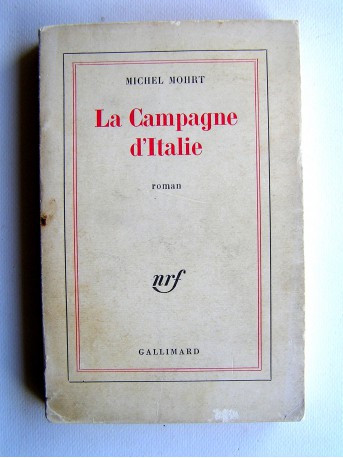 MICHEL MOHRT
La Campagne
d'Italie
roman
nrf
GALLIMARD